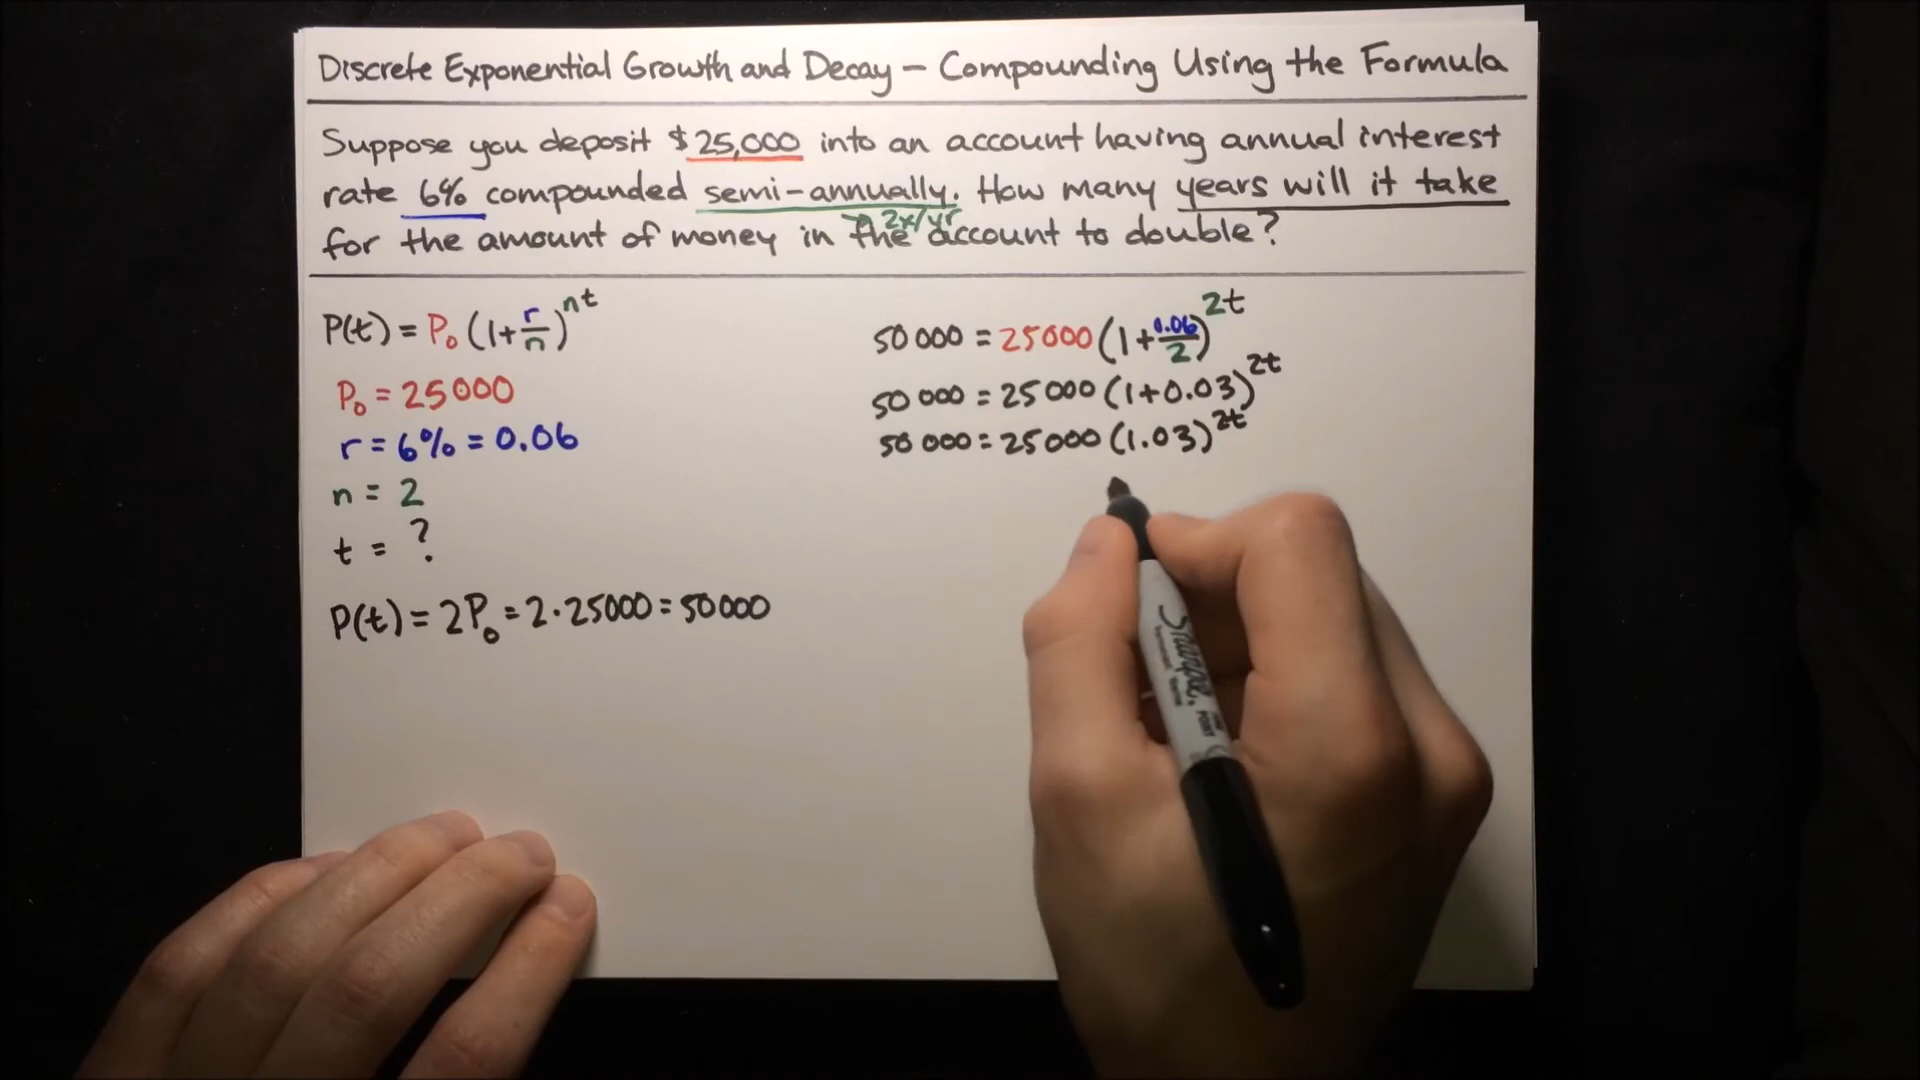 Discrete Exponential Growth and Decay – Compounding Using the Formula
Suppose you deposit $25,000 into an account having annual interest
rate 6% compounded semi-annually. How many years will it take
→ 2x/yr
for the amount of money in the account to double?
P(t) = P₀(1+r/n)^nt
P₀ = 25000
r = 6% = 0.06
n = 2
t = ?
P(t) = 2P₀ = 2·25000 = 50000
50000 = 25000(1+0.06/2)^2t
50000 = 25000(1+0.03)^2t
50000 = 25000(1.03)^2t
Sharpie